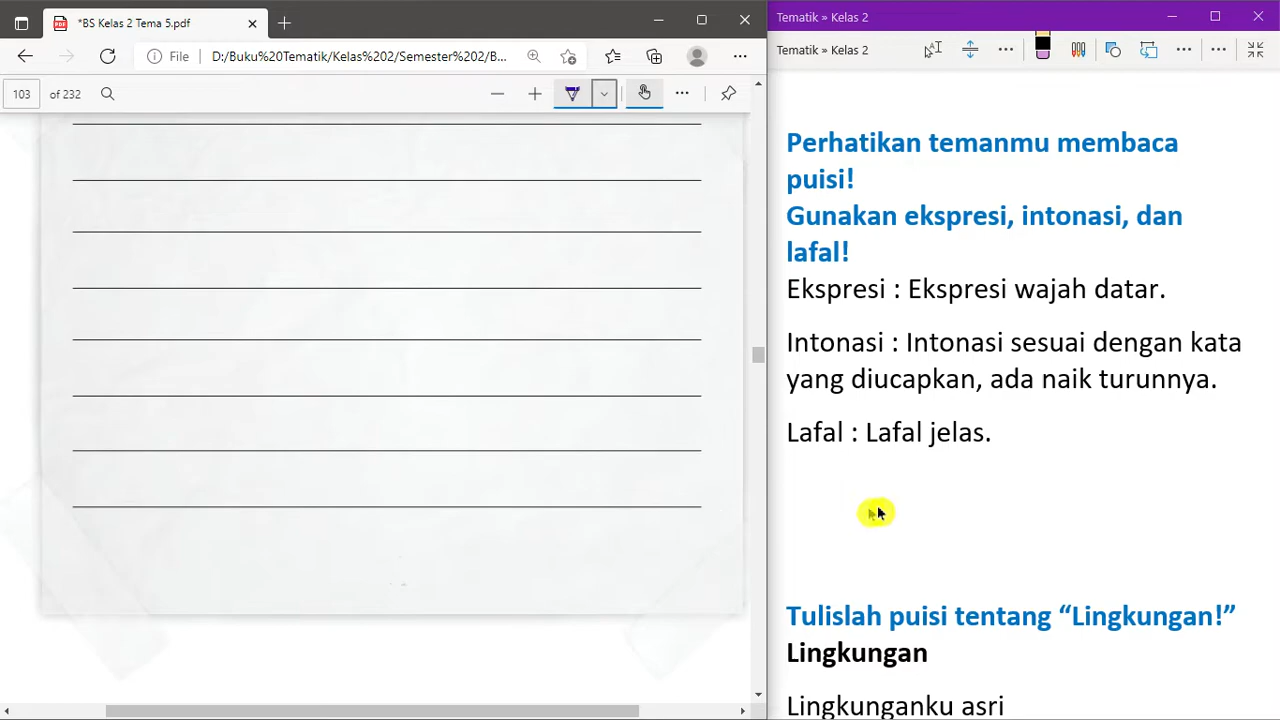 *BS Kelas 2 Tema 5.pdf
Tematik » Kelas 2
File
D:/Buku%20Tematik/Kelas%202/Semester%202/B...
Tematik » Kelas 2
103 of 232
Perhatikan temanmu membaca
puisi!
Gunakan ekspresi, intonasi, dan
lafal!
Ekspresi : Ekspresi wajah datar.
Intonasi : Intonasi sesuai dengan kata
yang diucapkan, ada naik turunnya.
Lafal : Lafal jelas.
Tulislah puisi tentang “Lingkungan!”
Lingkungan
Lingkunganku asri